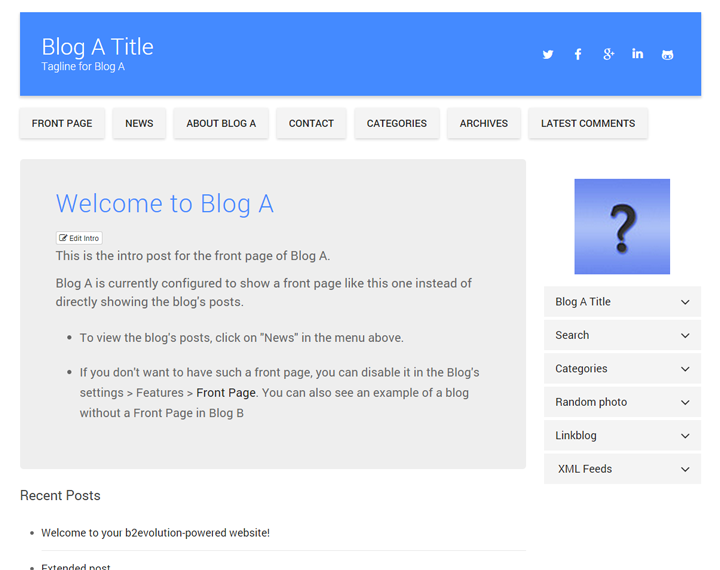 Blog A Title
Tagline for Blog A
FRONT PAGE
NEWS
ABOUT BLOG A
CONTACT
CATEGORIES
ARCHIVES
LATEST COMMENTS
Welcome to Blog A
Edit Intro
This is the intro post for the front page of Blog A.
Blog A is currently configured to show a front page like this one instead of
directly showing the blog's posts.
To view the blog's posts, click on "News" in the menu above.
If you don't want to have such a front page, you can disable it in the Blog's
settings > Features > Front Page. You can also see an example of a blog
without a Front Page in Blog B
?
Blog A Title
Search
Categories
Random photo
Linkblog
XML Feeds
Recent Posts
Welcome to your b2evolution-powered website!
Extended post